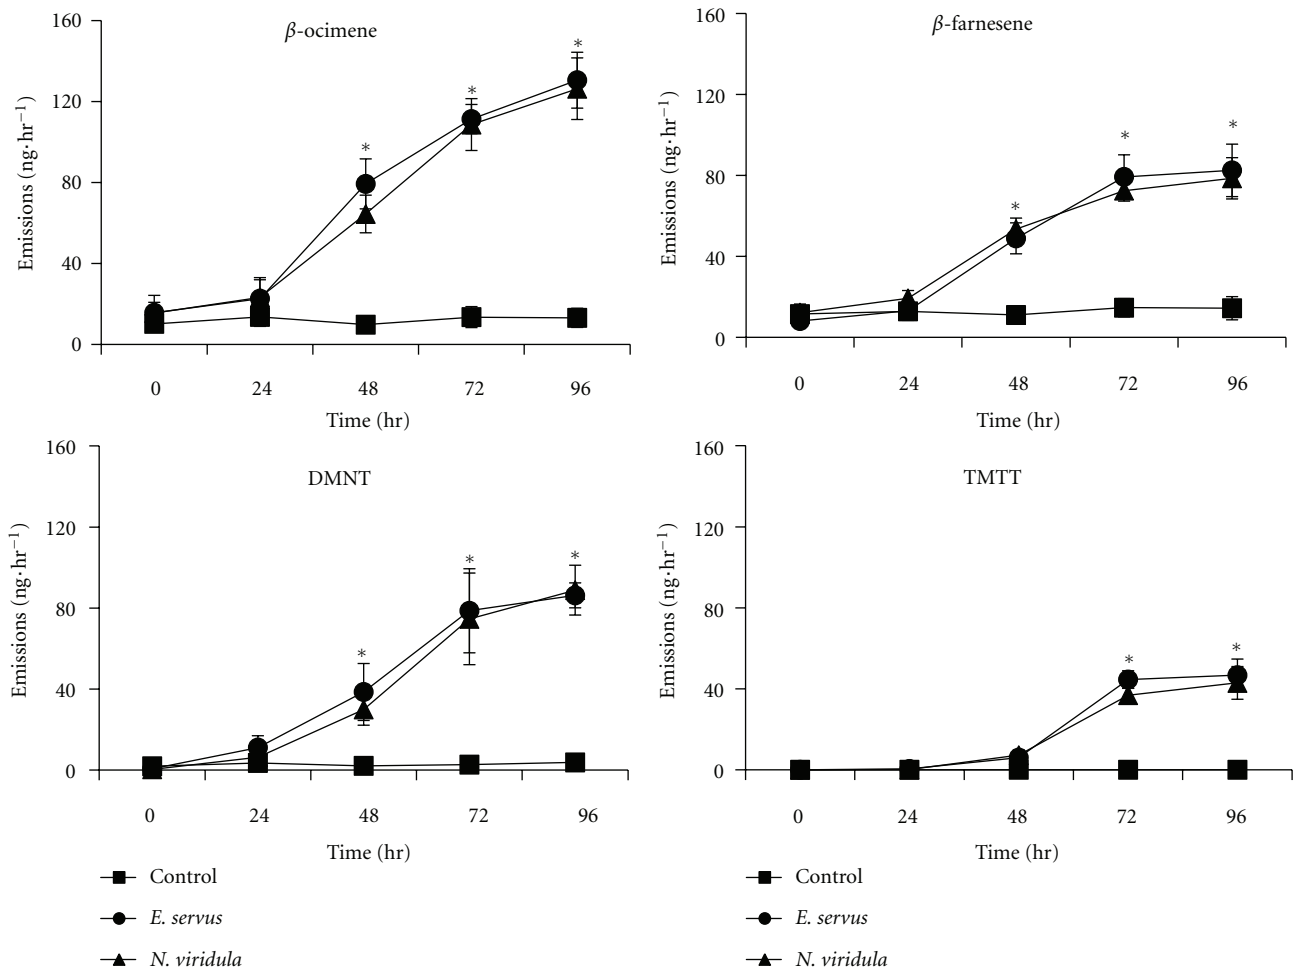 β-ocimene
160
120
80
40
0
Emissions (ng·hr−1)
* * *
0 24 48 72 96
Time (hr)
β-farnesene
160
120
80
40
0
Emissions (ng·hr−1)
* * *
0 24 48 72 96
Time (hr)
DMNT
160
120
80
40
0
Emissions (ng·hr−1)
* * *
0 24 48 72 96
Time (hr)
Control
E. servus
N. viridula
TMTT
160
120
80
40
0
Emissions (ng·hr−1)
* *
0 24 48 72 96
Time (hr)
Control
E. servus
N. viridula